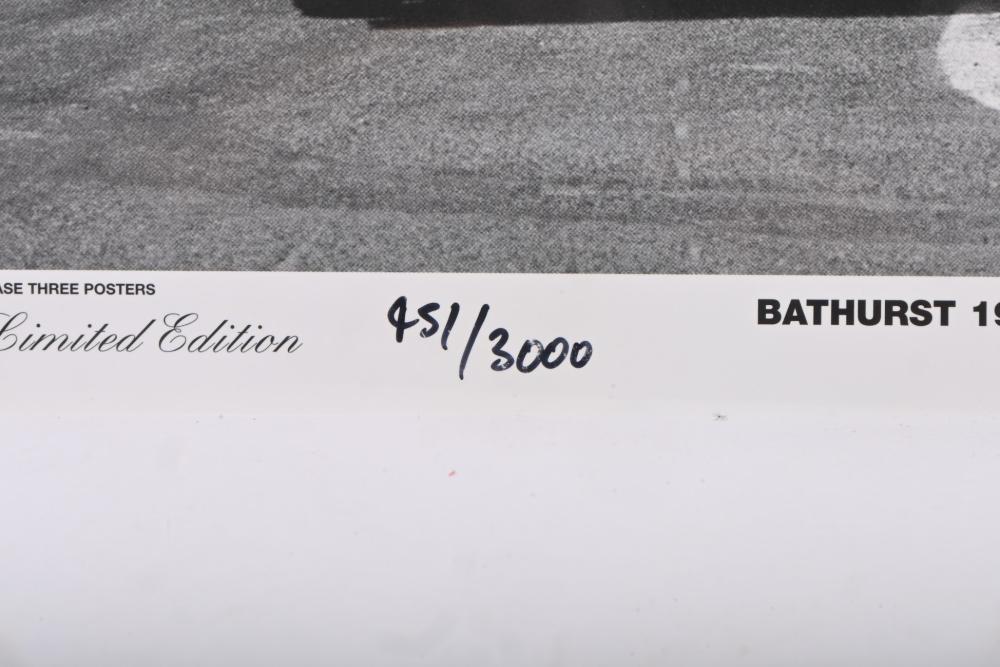 ASE THREE POSTERS
Limited Edition
451/3000
BATHURST 19